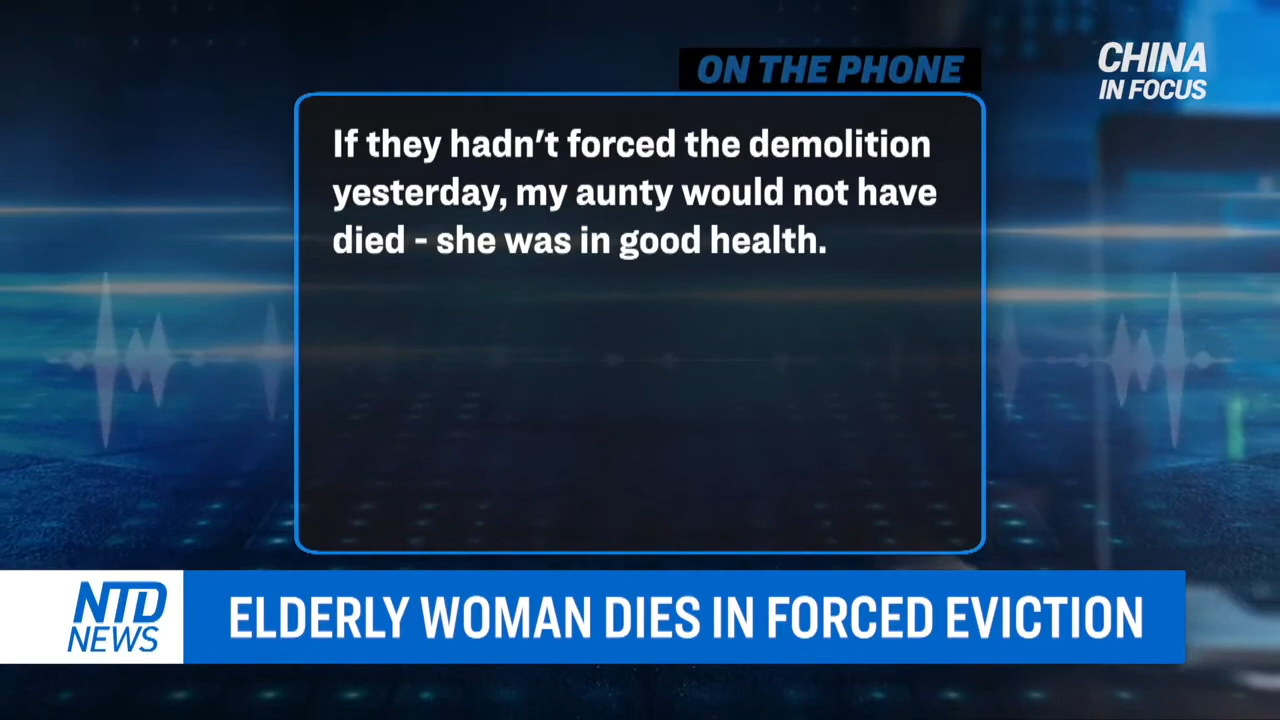 ON THE PHONE
CHINA
IN FOCUS
If they hadn't forced the demolition
yesterday, my aunty would not have
died - she was in good health.
NTD
NEWS
ELDERLY WOMAN DIES IN FORCED EVICTION